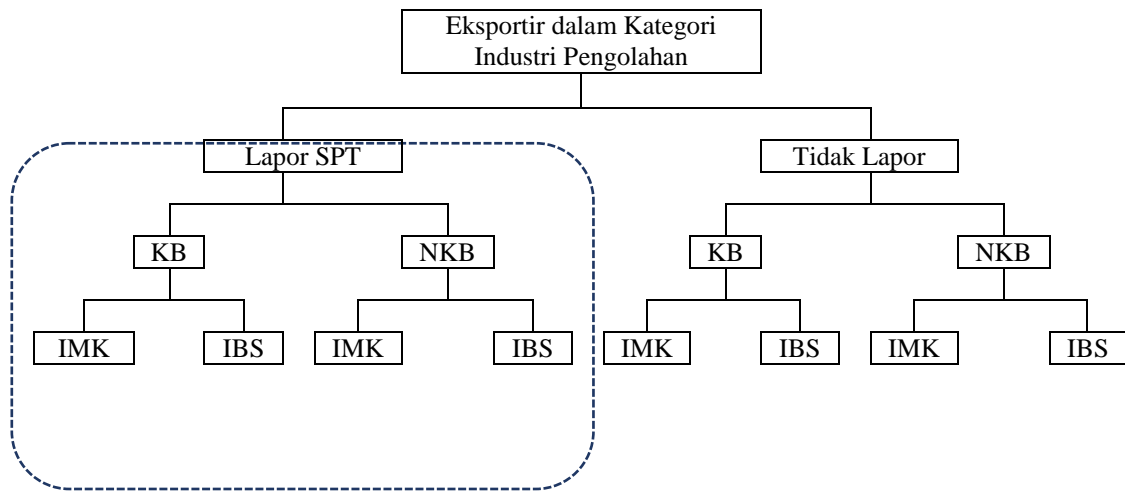 Eksportir dalam Kategori
Industri Pengolahan
Lapor SPT
Tidak Lapor
KB
NKB
KB
NKB
IMK
IBS
IMK
IBS
IMK
IBS
IMK
IBS